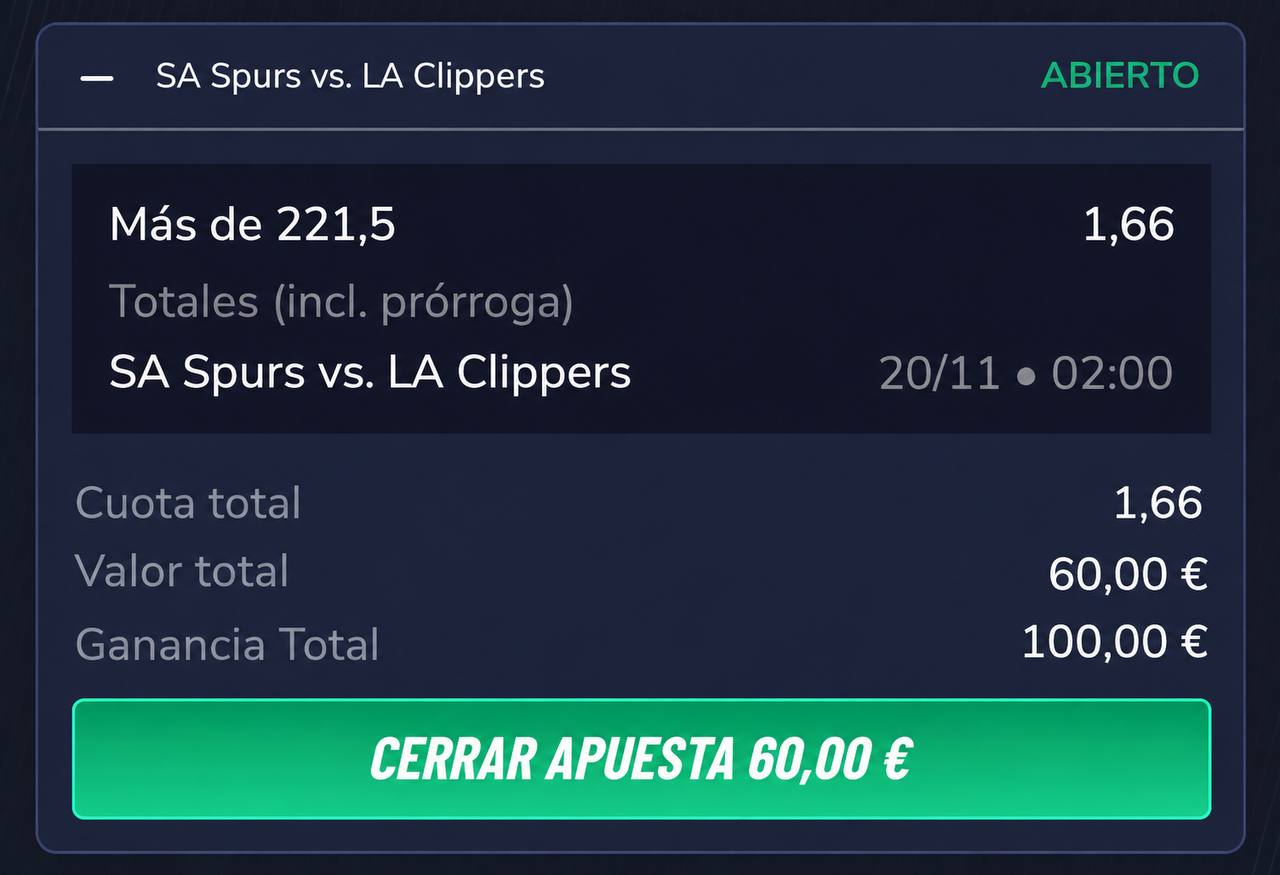 SA Spurs vs. LA Clippers ABIERTO
Más de 221,5 1,66
Totales (incl. prórroga)
SA Spurs vs. LA Clippers 20/11 • 02:00
Cuota total 1,66
Valor total 60,00 €
Ganancia Total 100,00 €
CERRAR APUESTA 60,00 €